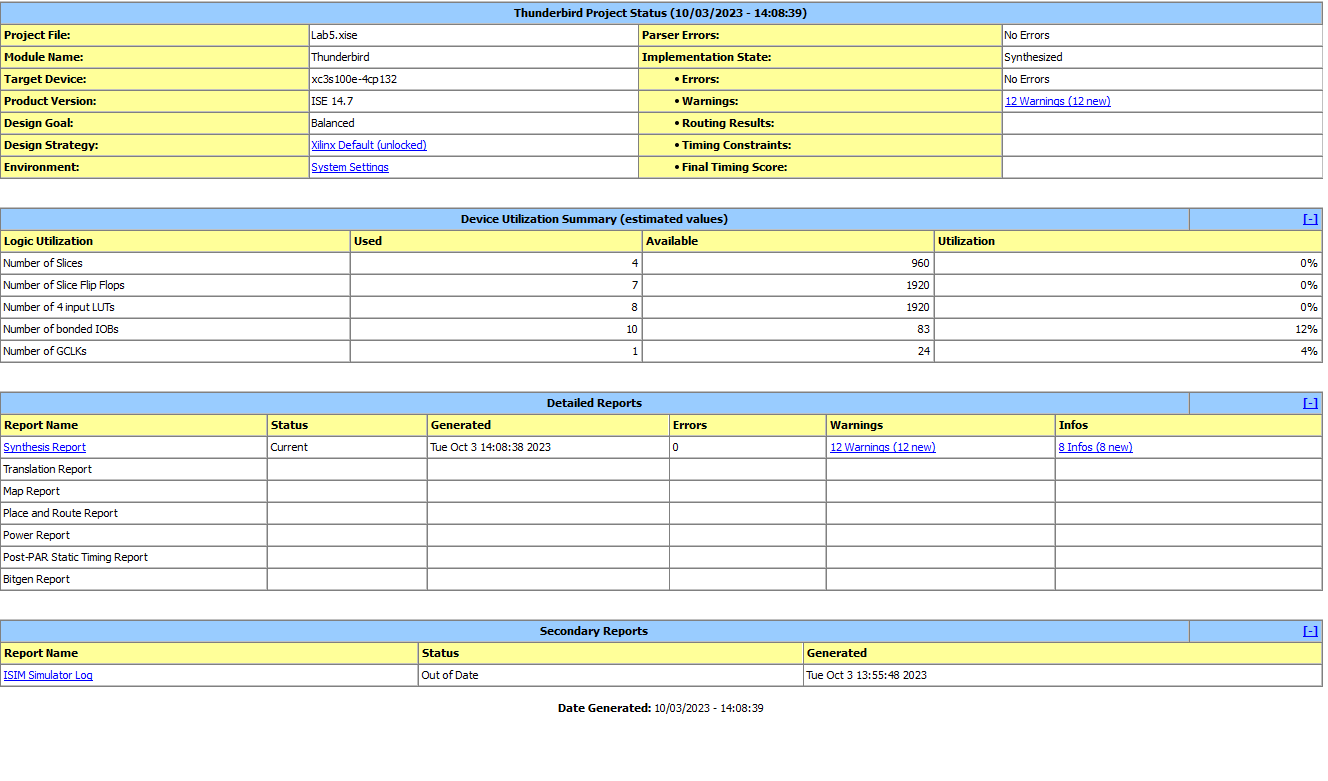 Thunderbird Project Status (10/03/2023 - 14:08:39)
Project File: Lab5.xise Parser Errors: No Errors
Module Name: Thunderbird Implementation State: Synthesized
Target Device: xc3s100e-4cp132 • Errors: No Errors
Product Version: ISE 14.7 • Warnings: 12 Warnings (12 new)
Design Goal: Balanced • Routing Results:
Design Strategy: Xilinx Default (unlocked) • Timing Constraints:
Environment: System Settings • Final Timing Score:
Device Utilization Summary (estimated values) [-]
Logic Utilization Used Available Utilization
Number of Slices 4 960 0%
Number of Slice Flip Flops 7 1920 0%
Number of 4 input LUTs 8 1920 0%
Number of bonded IOBs 10 83 12%
Number of GCLKs 1 24 4%
Detailed Reports [-]
Report Name Status Generated Errors Warnings Infos
Synthesis Report Current Tue Oct 3 14:08:38 2023 0 12 Warnings (12 new) 8 Infos (8 new)
Translation Report
Map Report
Place and Route Report
Power Report
Post-PAR Static Timing Report
Bitgen Report
Secondary Reports [-]
Report Name Status Generated
ISIM Simulator Log Out of Date Tue Oct 3 13:55:48 2023
Date Generated: 10/03/2023 - 14:08:39